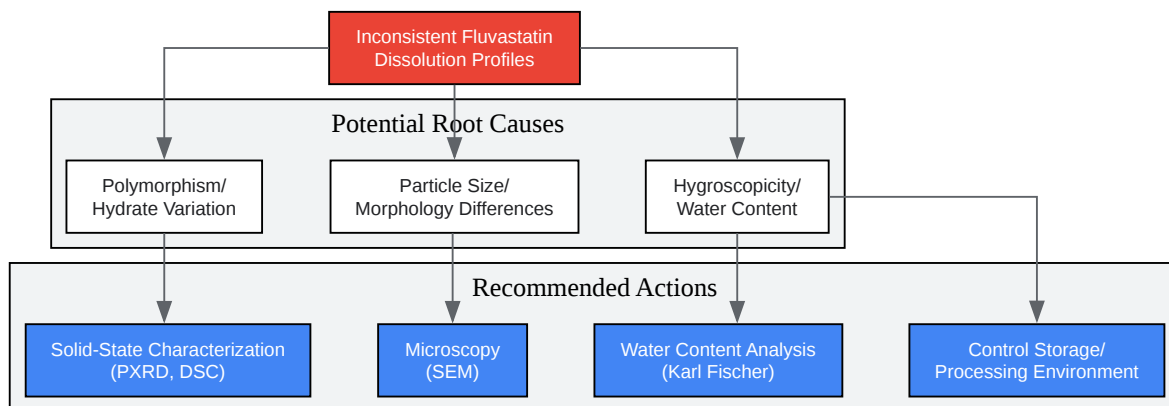 Inconsistent Fluvastatin
Dissolution Profiles
Potential Root Causes
Polymorphism/
Hydrate Variation
Particle Size/
Morphology Differences
Hygroscopicity/
Water Content
Recommended Actions
Solid-State Characterization
(PXRD, DSC)
Microscopy
(SEM)
Water Content Analysis
(Karl Fischer)
Control Storage/
Processing Environment